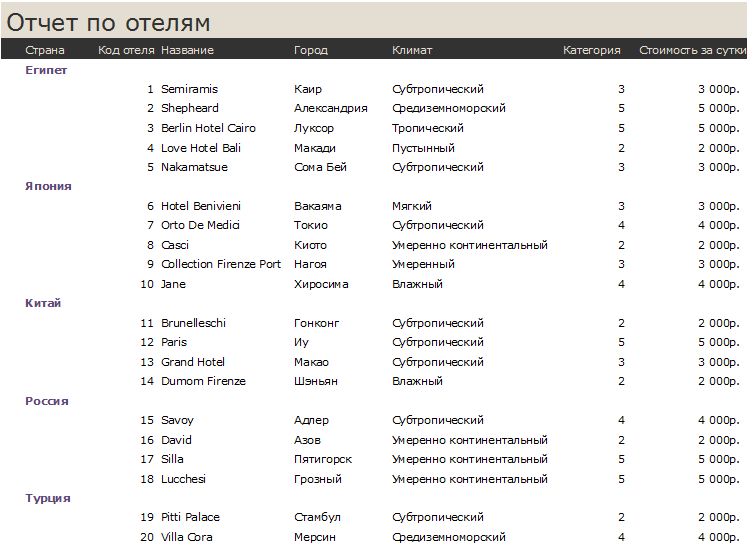 Отчет по отелям
Страна Код отеля Название Город Климат Категория Стоимость за сутки
Египет
1 Semiramis Каир Субтропический 3 3 000р.
2 Shepheard Александрия Средиземноморский 5 5 000р.
3 Berlin Hotel Cairo Луксор Тропический 5 5 000р.
4 Love Hotel Bali Макади Пустынный 2 2 000р.
5 Nakamatsue Сома Бей Субтропический 3 3 000р.
Япония
6 Hotel Benivieni Вакаяма Мягкий 3 3 000р.
7 Orto De Medici Токио Субтропический 4 4 000р.
8 Casci Киото Умеренно континентальный 2 2 000р.
9 Collection Firenze Port Нагоя Умеренный 3 3 000р.
10 Jane Хиросима Влажный 4 4 000р.
Китай
11 Brunelleschi Гонконг Субтропический 2 2 000р.
12 Paris Иу Субтропический 5 5 000р.
13 Grand Hotel Макао Субтропический 3 3 000р.
14 Dumom Firenze Шэньян Влажный 2 2 000р.
Россия
15 Savoy Адлер Субтропический 4 4 000р.
16 David Азов Умеренно континентальный 2 2 000р.
17 Silla Пятигорск Умеренно континентальный 5 5 000р.
18 Lucchesi Грозный Умеренно континентальный 5 5 000р.
Турция
19 Pitti Palace Стамбул Субтропический 2 2 000р.
20 Villa Cora Мерсин Средиземноморский 4 4 000р.